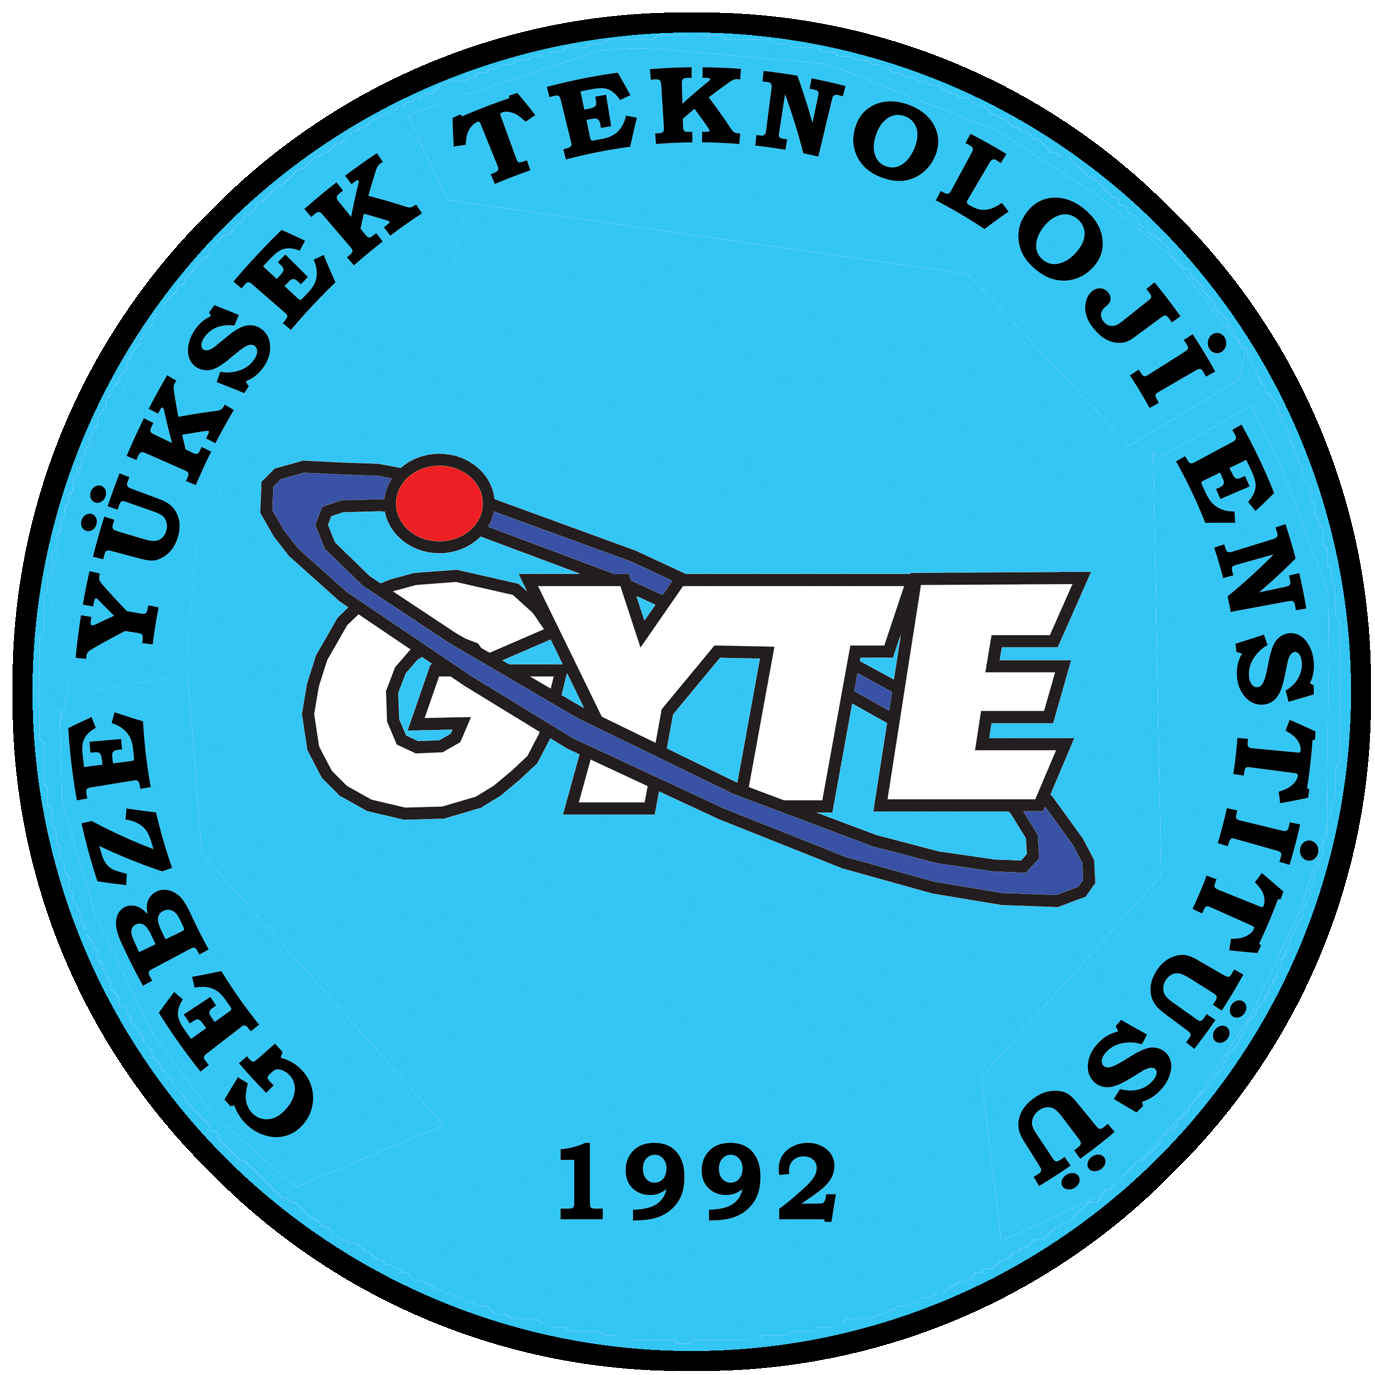 GEBZE YÜKSEK TEKNOLOJİ ENSTİTÜSÜ
GYTE
1992